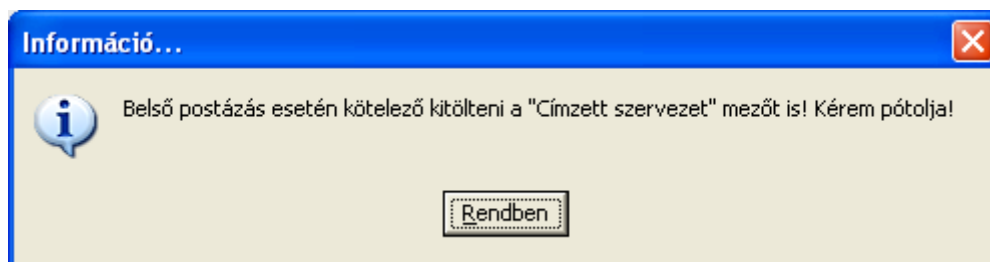 Információ...
Belső postázás esetén kötelező kitölteni a "Címzett szervezet" mezőt is! Kérem pótolja!
Rendben